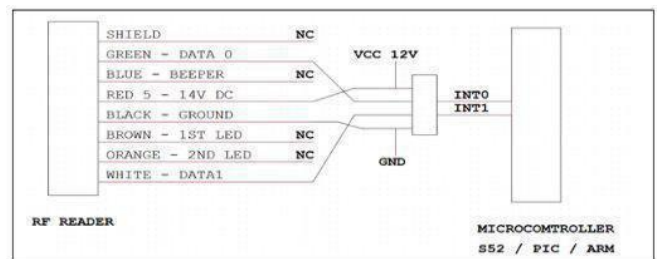 SHIELD NC
GREEN - DATA 0
VCC 12V
BLUE - BEEPER NC
RED 5 - 14V DC
INT0
BLACK - GROUND
INT1
BROWN - 1ST LED NC
ORANGE - 2ND LED NC
GND
WHITE - DATA1
RF READER
MICROCOMTROLLER
S52 / PIC / ARM